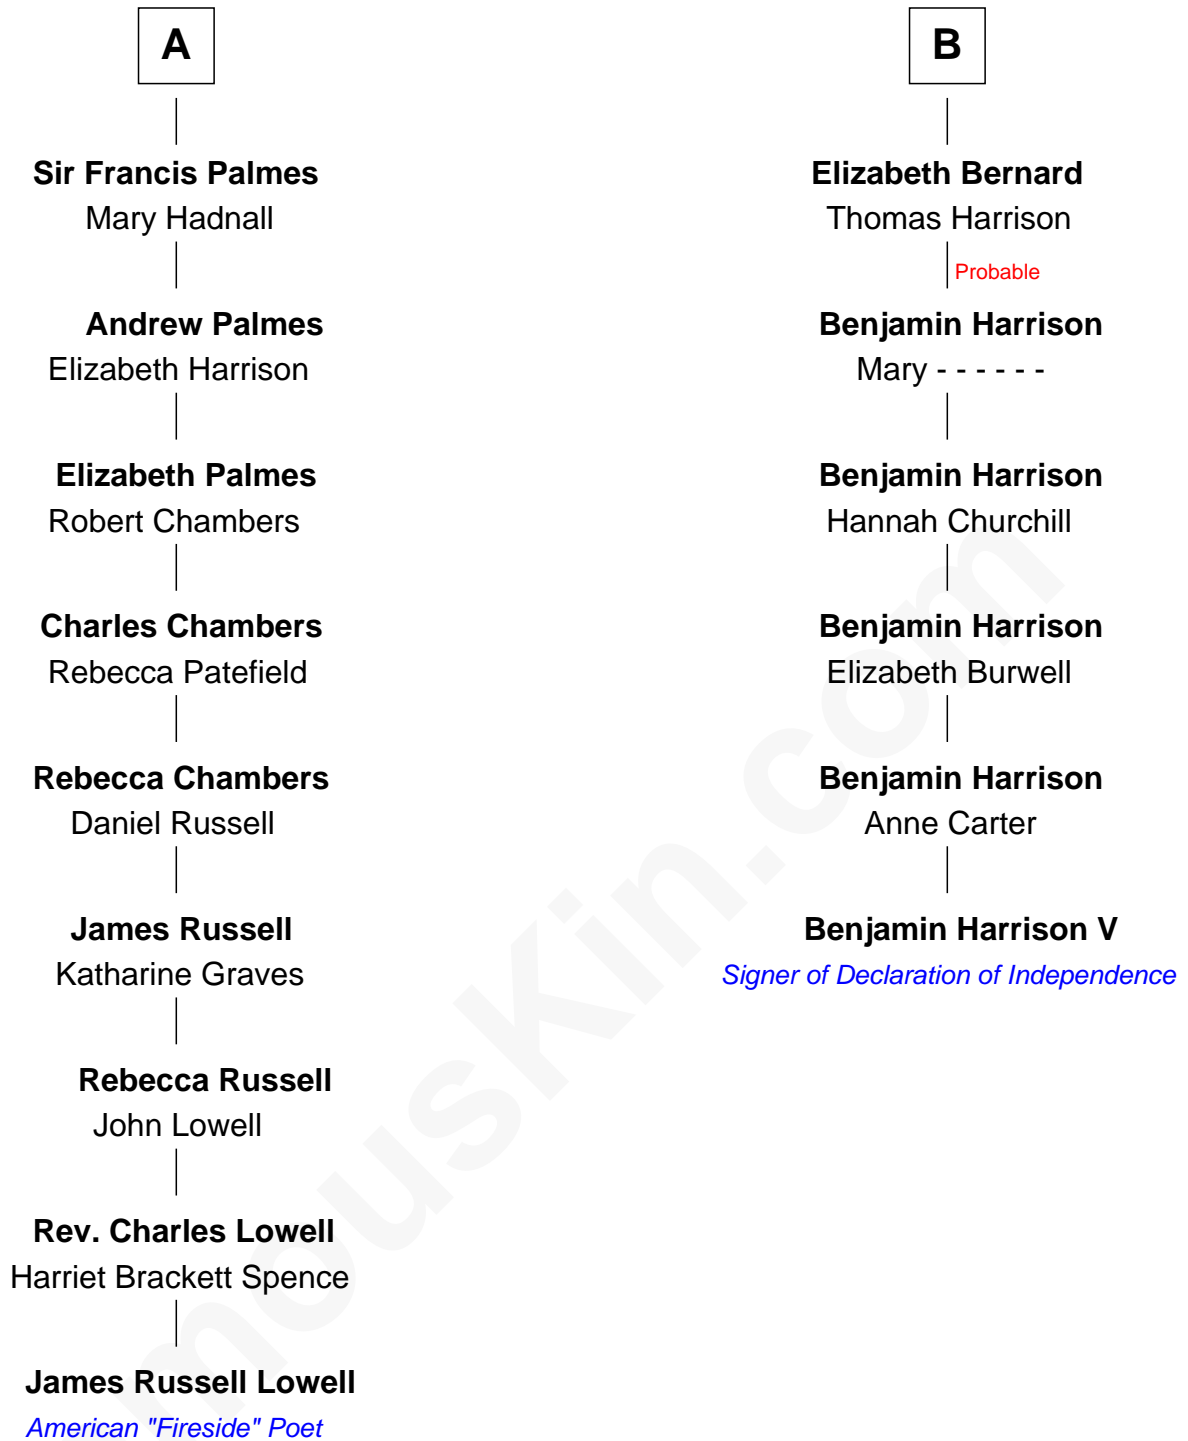 A
Sir Francis Palmes
Mary Hadnall
Andrew Palmes
Elizabeth Harrison
Elizabeth Palmes
Robert Chambers
Charles Chambers
Rebecca Patefield
Rebecca Chambers
Daniel Russell
James Russell
Katharine Graves
Rebecca Russell
John Lowell
Rev. Charles Lowell
Harriet Brackett Spence
James Russell Lowell
American "Fireside" Poet
B
Elizabeth Bernard
Thomas Harrison
Probable
Benjamin Harrison
Mary - - - - - -
Benjamin Harrison
Hannah Churchill
Benjamin Harrison
Elizabeth Burwell
Benjamin Harrison
Anne Carter
Benjamin Harrison V
Signer of Declaration of Independence
mousKin.com